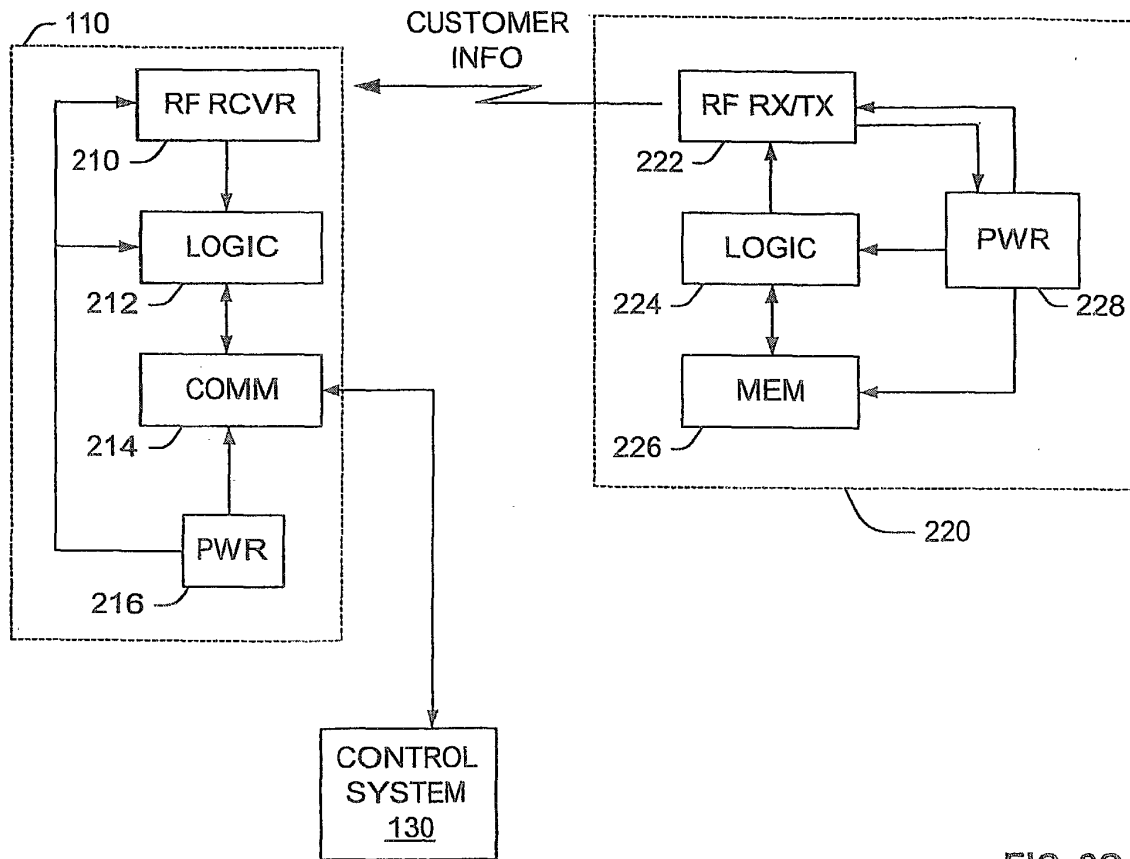 110
CUSTOMER
INFO
RF RCVR
210
LOGIC
212
COMM
214
PWR
216
RF RX/TX
222
LOGIC
224
PWR
228
MEM
226
220
CONTROL
SYSTEM
130